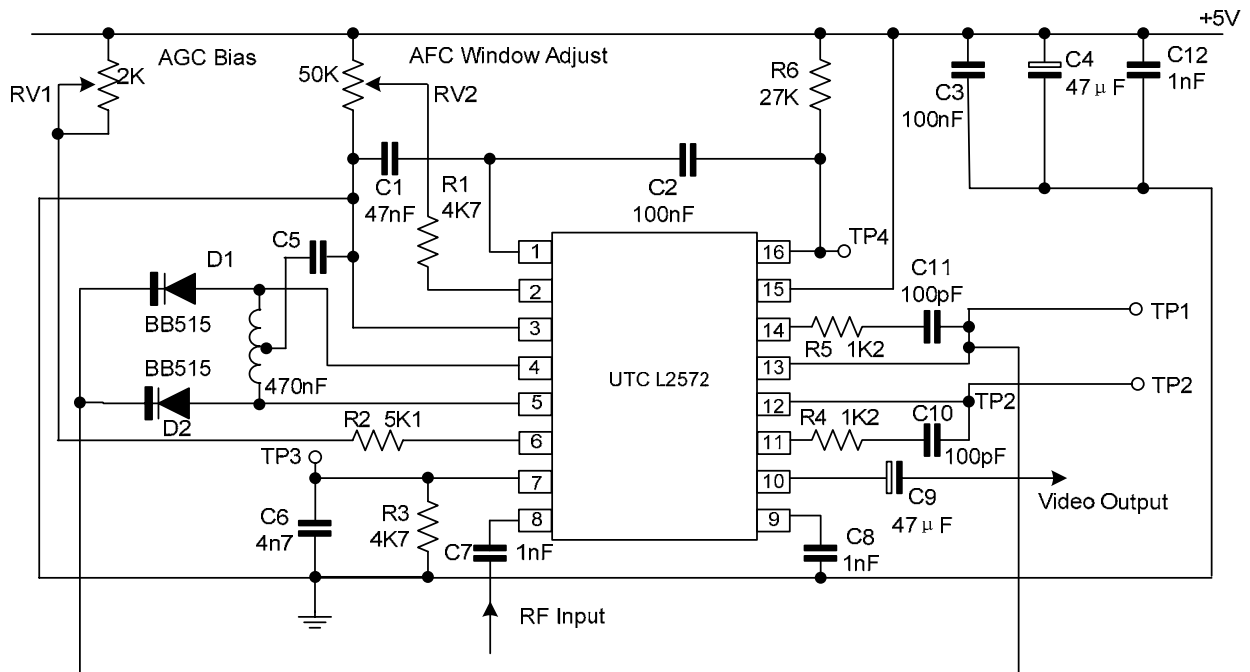 +5V
AGC Bias
AFC Window Adjust
2K
50K
R6
27K
C4
47μF
C12
1nF
RV1
RV2
C3
100nF
C1
47nF
R1
4K7
C2
100nF
C5
D1
BB515
BB515
D2
470nF
1
2
3
4
5
6
7
8
UTC L2572
16
15
14
13
12
11
10
9
TP4
C11
100pF
TP1
R5 1K2
TP2
TP2
R4 1K2
C10
100pF
R2 5K1
TP3
C9
47μF
Video Output
C6
4n7
R3
4K7
C7
1nF
C8
1nF
RF Input